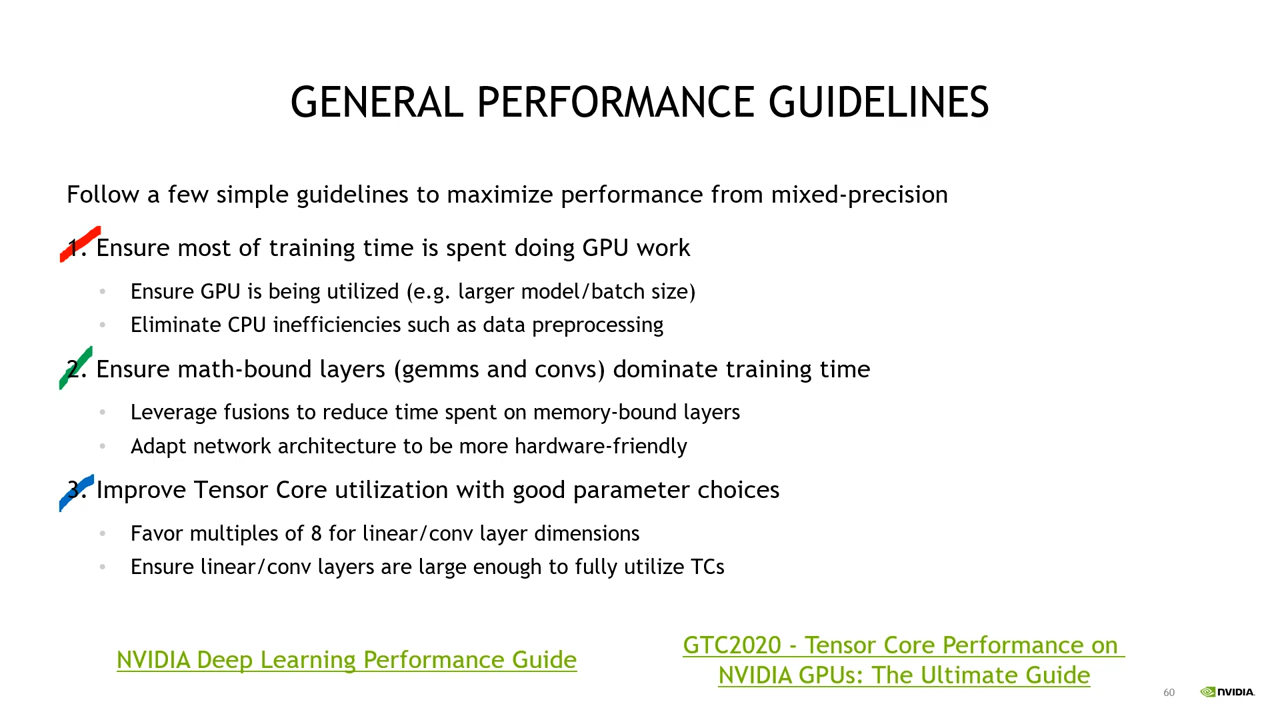 GENERAL PERFORMANCE GUIDELINES
Follow a few simple guidelines to maximize performance from mixed-precision
1. Ensure most of training time is spent doing GPU work
• Ensure GPU is being utilized (e.g. larger model/batch size)
• Eliminate CPU inefficiencies such as data preprocessing
2. Ensure math-bound layers (gemms and convs) dominate training time
• Leverage fusions to reduce time spent on memory-bound layers
• Adapt network architecture to be more hardware-friendly
3. Improve Tensor Core utilization with good parameter choices
• Favor multiples of 8 for linear/conv layer dimensions
• Ensure linear/conv layers are large enough to fully utilize TCs
NVIDIA Deep Learning Performance Guide
GTC2020 - Tensor Core Performance on
NVIDIA GPUs: The Ultimate Guide
60
NVIDIA.